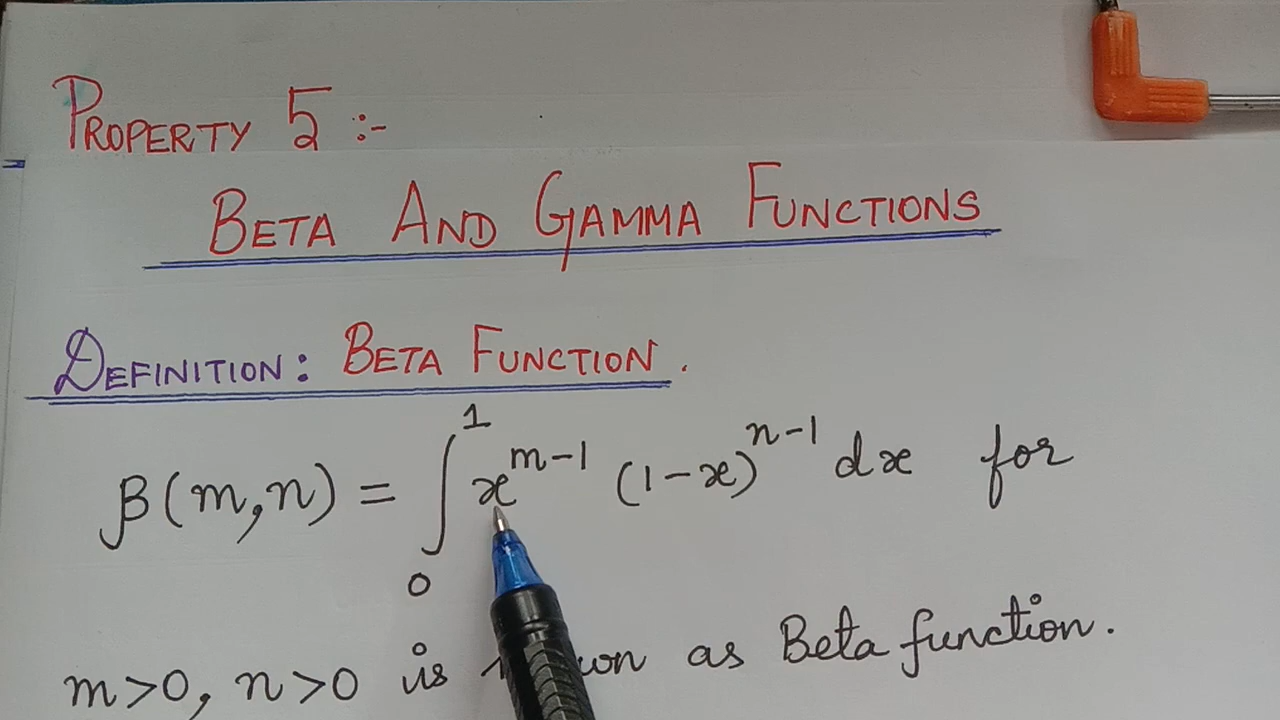 PROPERTY 5 :-
BETA AND GAMMA FUNCTIONS
DEFINITION: BETA FUNCTION.
β(m,n) = ∫₀¹ x^(m-1) (1-x)^(n-1) dx for
m>0, n>0 is as Beta function.